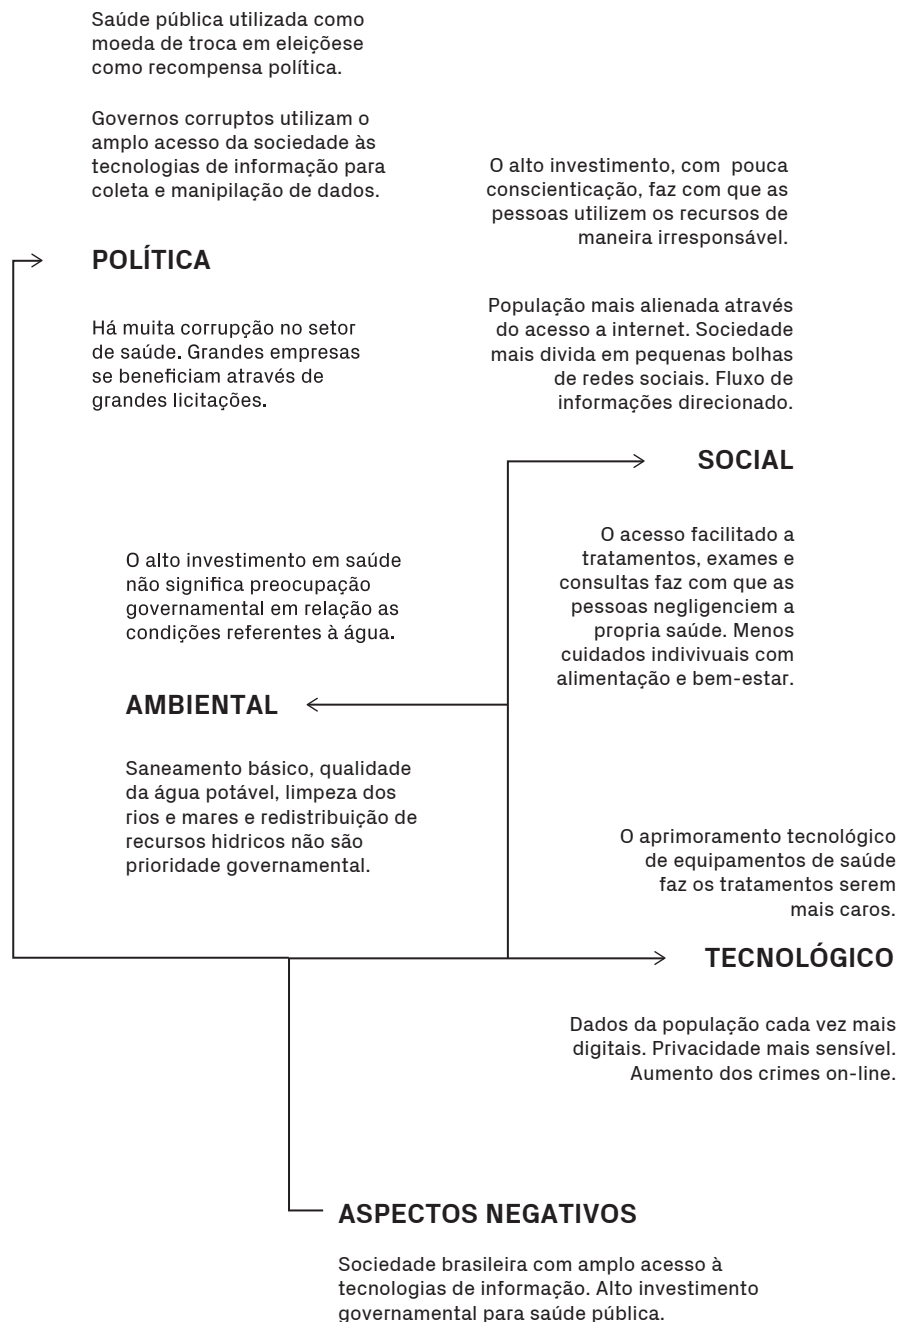 Saúde pública utilizada como
moeda de troca em eleiçõese
como recompensa política.
Governos corruptos utilizam o
amplo acesso da sociedade às
tecnologias de informação para
coleta e manipilação de dados.
POLÍTICA
Há muita corrupção no setor
de saúde. Grandes empresas
se beneficiam através de
grandes licitações.
O alto investimento, com pouca
conscienticação, faz com que as
pessoas utilizem os recursos de
maneira irresponsável.
População mais alienada através
do acesso a internet. Sociedade
mais divida em pequenas bolhas
de redes sociais. Fluxo de
informações direcionado.
SOCIAL
O acesso facilitado a
tratamentos, exames e
consultas faz com que as
pessoas negligenciem a
propria saúde. Menos
cuidados indivivuais com
alimentação e bem-estar.
O alto investimento em saúde
não significa preocupação
governamental em relação as
condições referentes à água.
AMBIENTAL
Saneamento básico, qualidade
da água potável, limpeza dos
rios e mares e redistribuição de
recursos hidricos não são
prioridade governamental.
O aprimoramento tecnológico
de equipamentos de saúde
faz os tratamentos serem
mais caros.
TECNOLÓGICO
Dados da população cada vez mais
digitais. Privacidade mais sensível.
Aumento dos crimes on-line.
ASPECTOS NEGATIVOS
Sociedade brasileira com amplo acesso à
tecnologias de informação. Alto investimento
governamental para saúde pública.